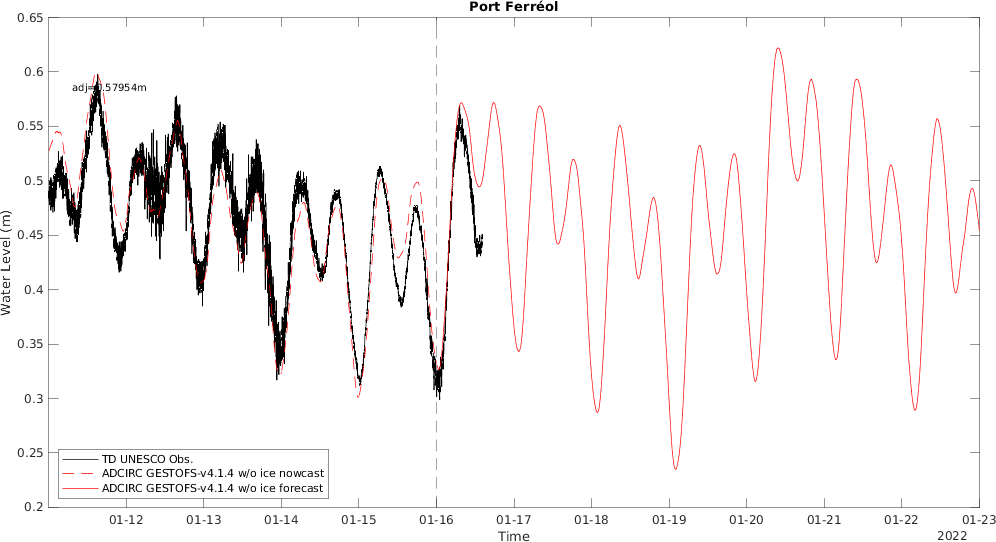 Port Ferréol
0.65
0.6
0.55
0.5
0.45
0.4
0.35
0.3
0.25
0.2
Water Level (m)
adj=0.57954m
TD UNESCO Obs.
ADCIRC GESTOFS-v4.1.4 w/o ice nowcast
ADCIRC GESTOFS-v4.1.4 w/o ice forecast
01-12 01-13 01-14 01-15 01-16 01-17 01-18 01-19 01-20 01-21 01-22 01-23
Time
2022